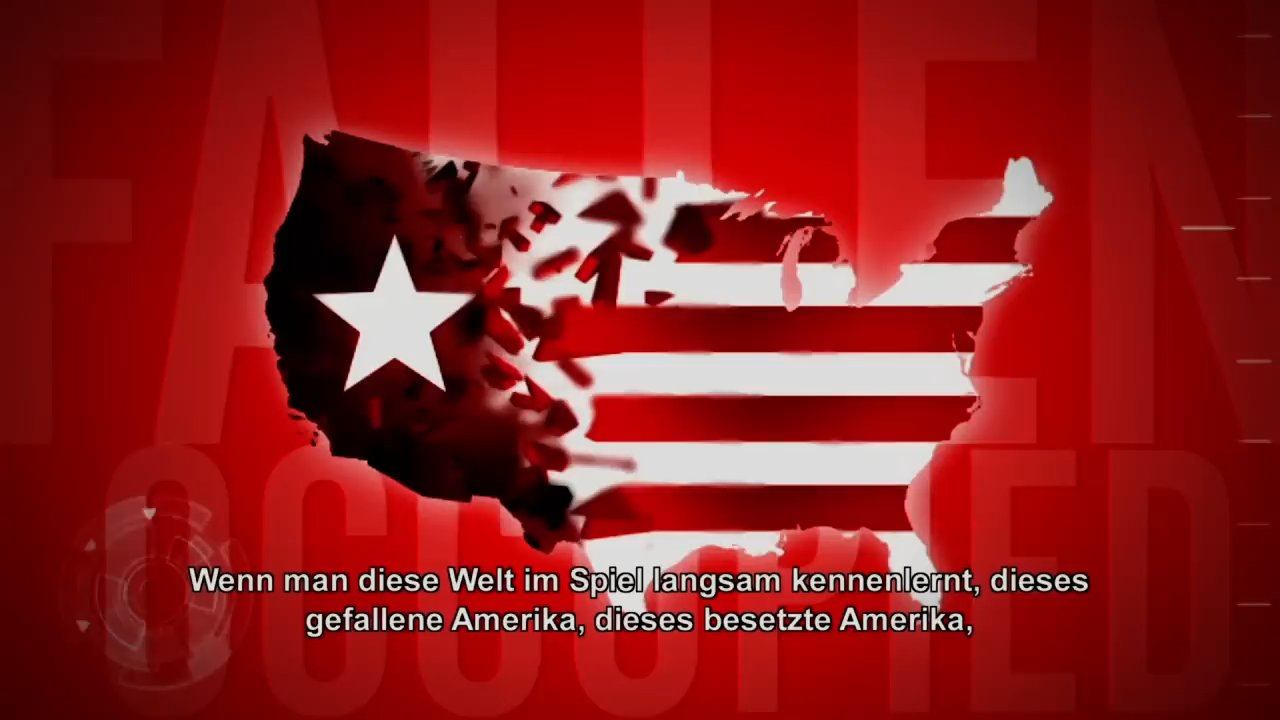 FALLEN
OCCUPIED
Wenn man diese Welt im Spiel langsam kennenlernt, dieses
gefallene Amerika, dieses besetzte Amerika,